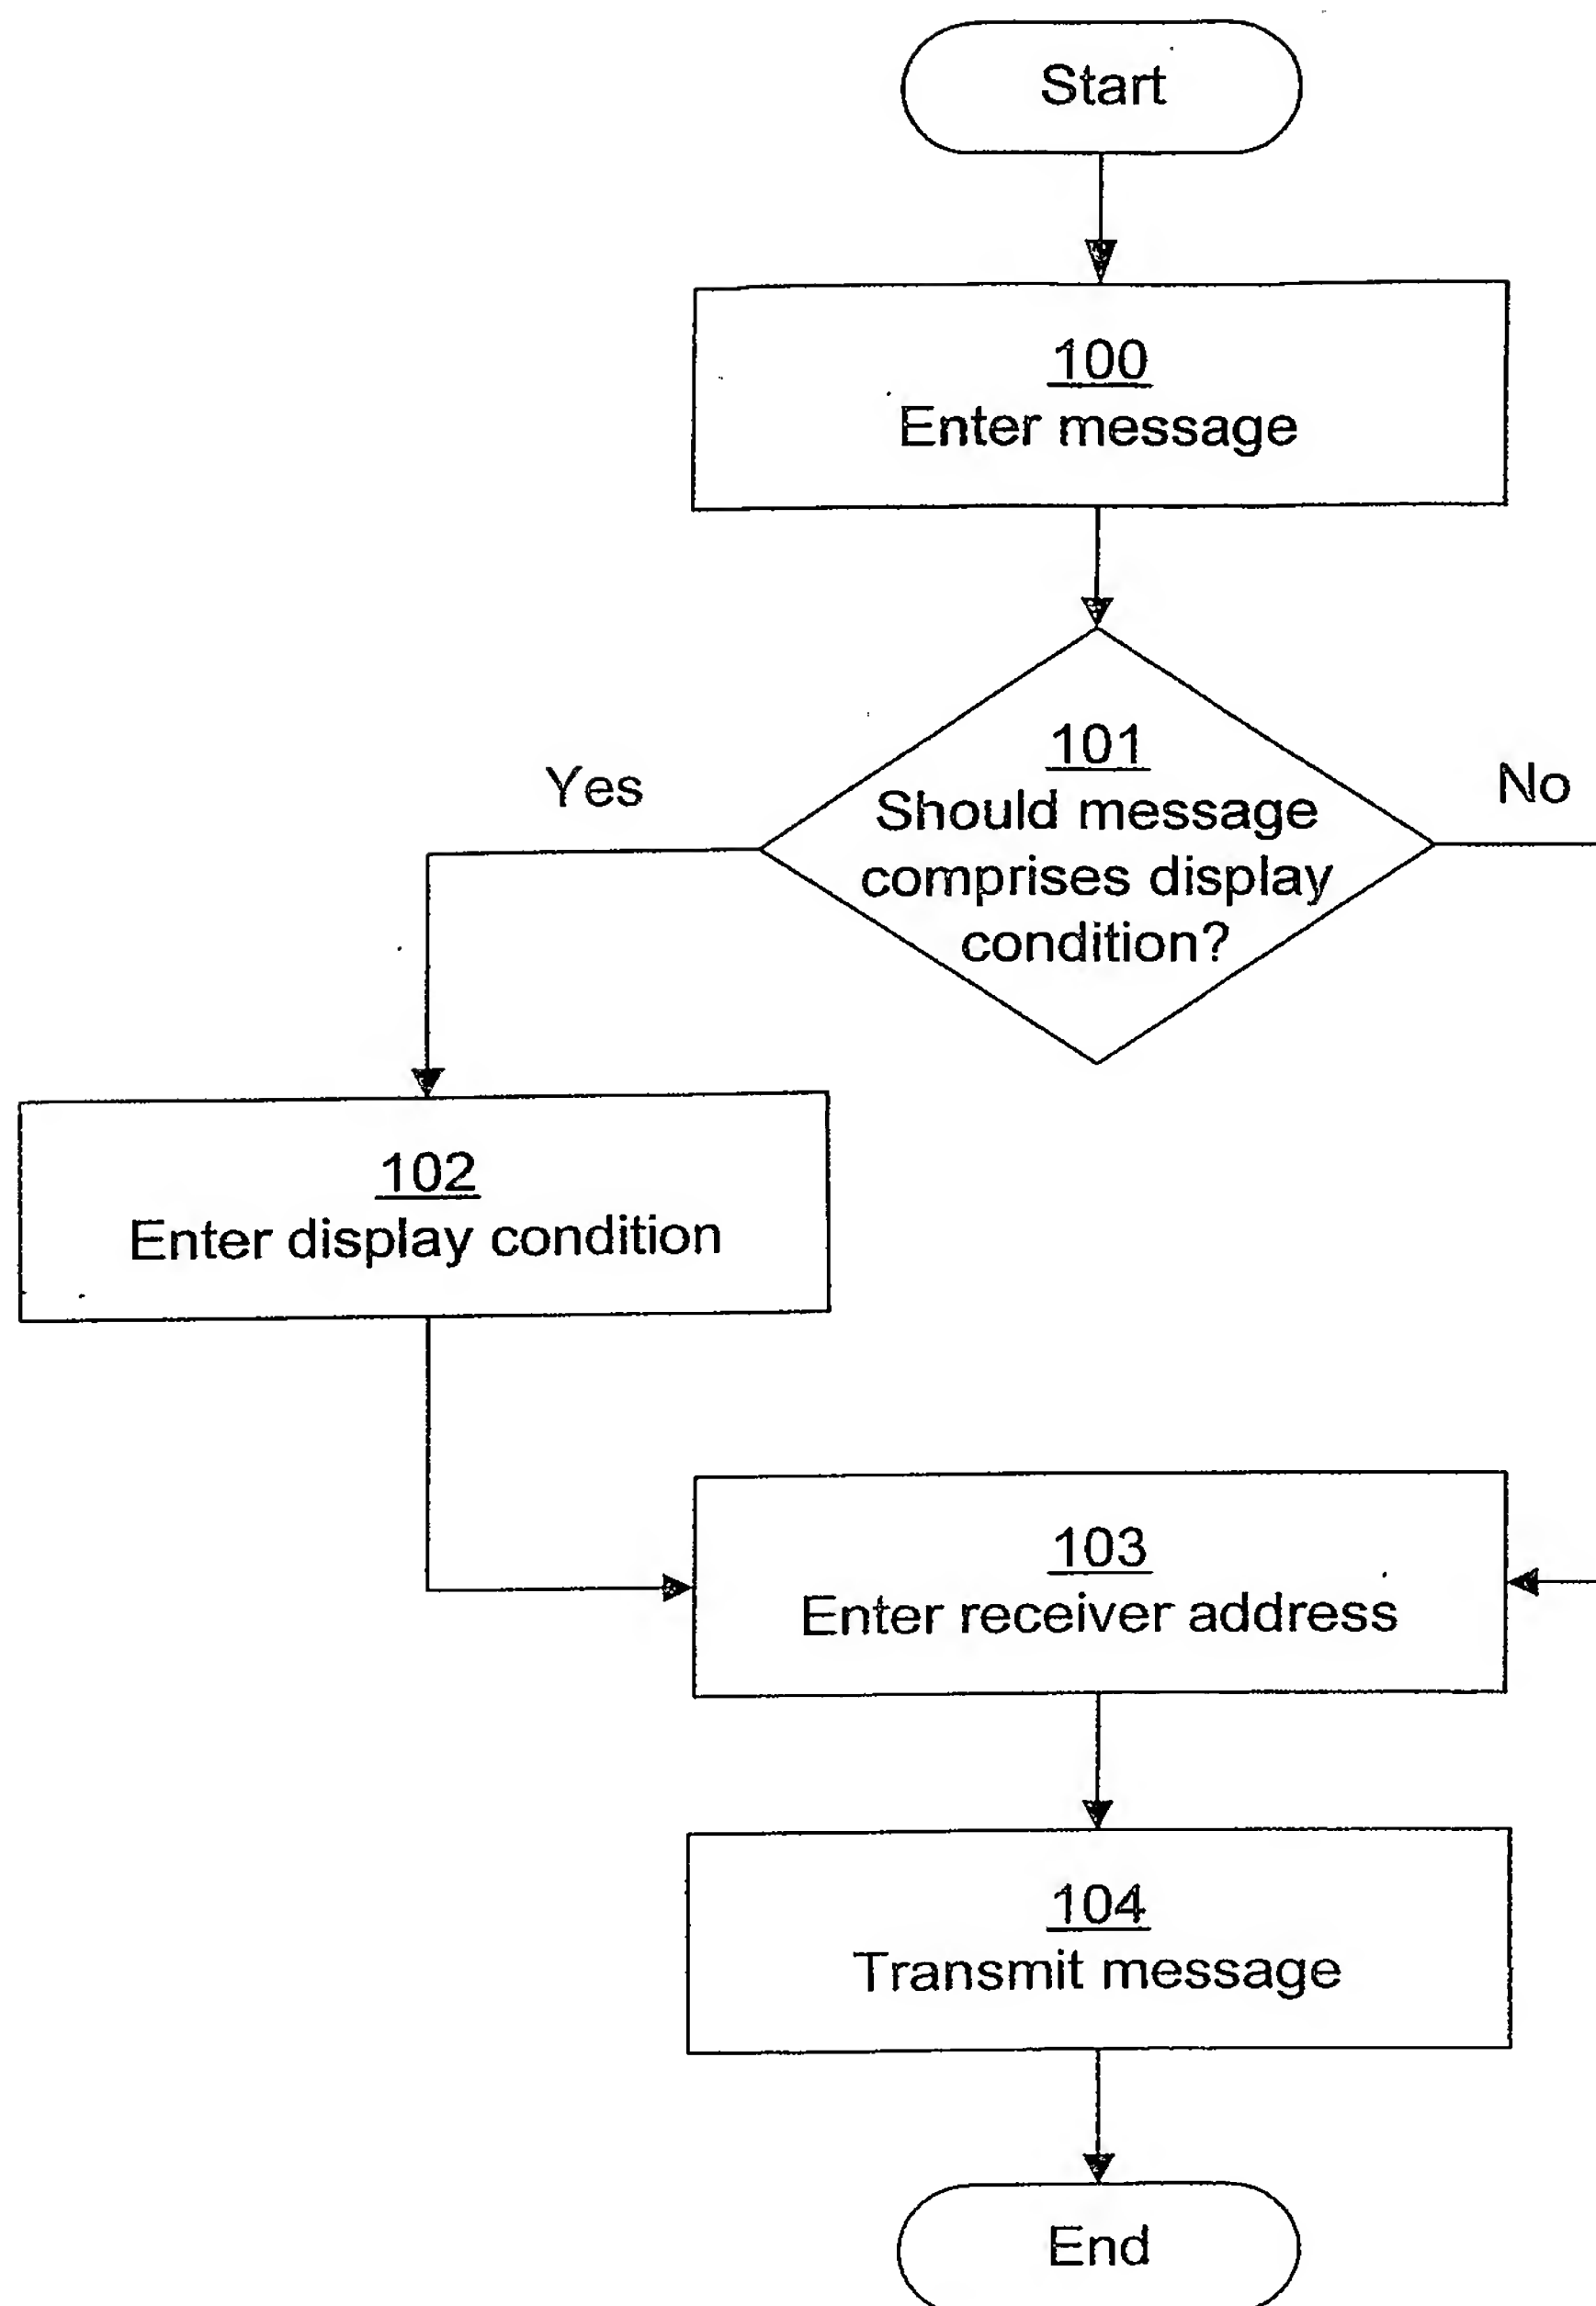 Start
100
Enter message
101
Should message
comprises display
condition?
Yes
No
102
Enter display condition
103
Enter receiver address
104
Transmit message
End